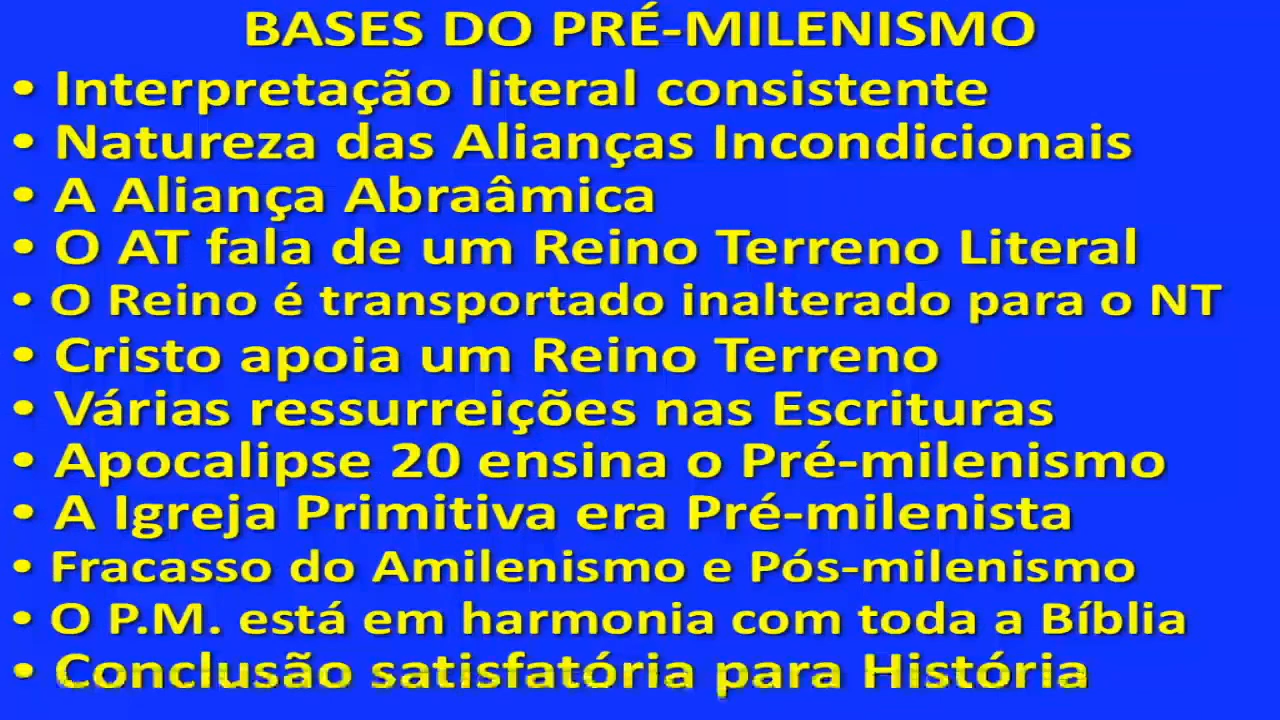 BASES DO PRÉ-MILENISMO
• Interpretação literal consistente
• Natureza das Alianças Incondicionais
• A Aliança Abraâmica
• O AT fala de um Reino Terreno Literal
• O Reino é transportado inalterado para o NT
• Cristo apoia um Reino Terreno
• Várias ressurreições nas Escrituras
• Apocalipse 20 ensina o Pré-milenismo
• A Igreja Primitiva era Pré-milenista
• Fracasso do Amilenismo e Pós-milenismo
• O P.M. está em harmonia com toda a Bíblia
• Conclusão satisfatória para História